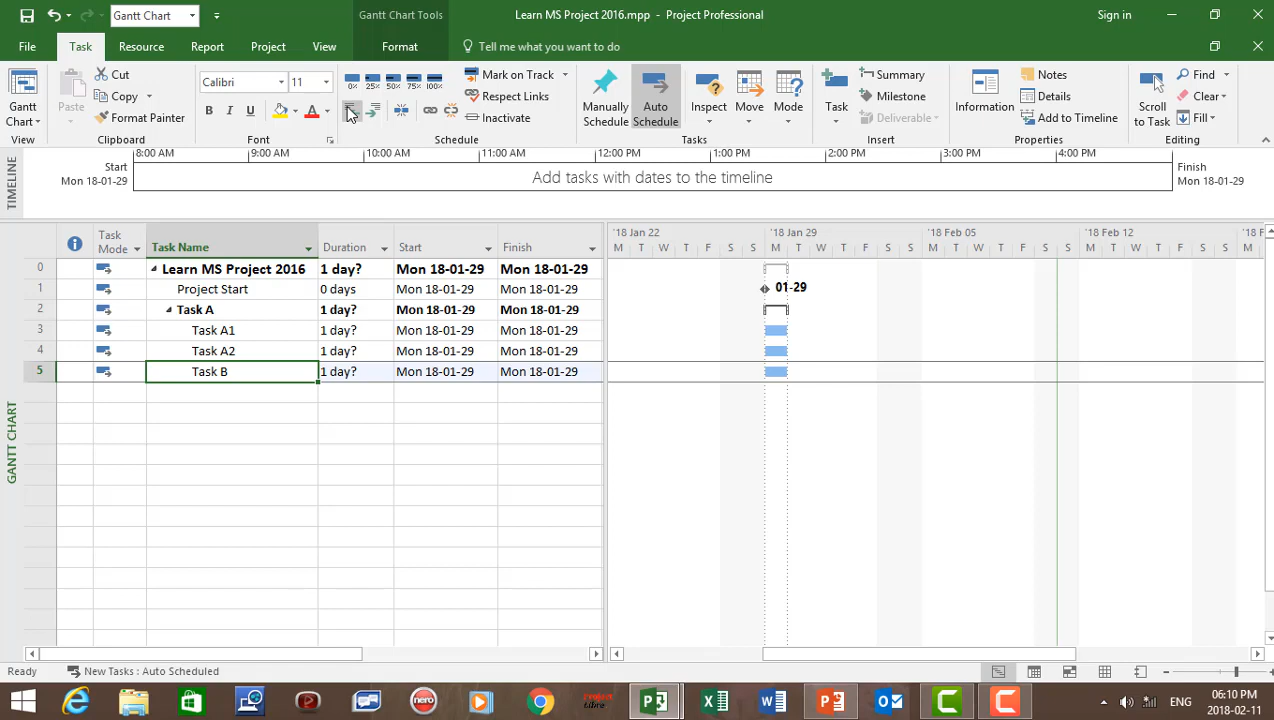 Gantt Chart
Gantt Chart Tools
Learn MS Project 2016.mpp - Project Professional
Sign in
File
Task
Resource
Report
Project
View
Format
Tell me what you want to do
Gantt
Chart
View
Paste
Cut
Copy
Format Painter
Clipboard
Calibri
11
B I U
A
Font
0% 25% 50% 75% 100%
Mark on Track
Respect Links
Inactivate
Schedule
Manually
Schedule
Auto
Schedule
Inspect
Move
Mode
Tasks
Task
Summary
Milestone
Deliverable
Insert
Information
Notes
Details
Add to Timeline
Properties
Scroll
to Task
Find
Clear
Fill
Editing
TIMELINE
Start
Mon 18-01-29
8:00 AM 9:00 AM 10:00 AM 11:00 AM 12:00 PM 1:00 PM 2:00 PM 3:00 PM 4:00 PM
Add tasks with dates to the timeline
Finish
Mon 18-01-29
GANTT CHART
Task Mode Task Name Duration Start Finish
0 Learn MS Project 2016 1 day? Mon 18-01-29 Mon 18-01-29
1 Project Start 0 days Mon 18-01-29 Mon 18-01-29
2 Task A 1 day? Mon 18-01-29 Mon 18-01-29
3 Task A1 1 day? Mon 18-01-29 Mon 18-01-29
4 Task A2 1 day? Mon 18-01-29 Mon 18-01-29
5 Task B 1 day? Mon 18-01-29 Mon 18-01-29
'18 Jan 22 '18 Jan 29 '18 Feb 05 '18 Feb 12 '18 F
M T W T F S S M T W T F S S M T W T F S S M T W T F S S M T
01-29
Ready
New Tasks : Auto Scheduled
nero
ENG
06:10 PM
2018-02-11